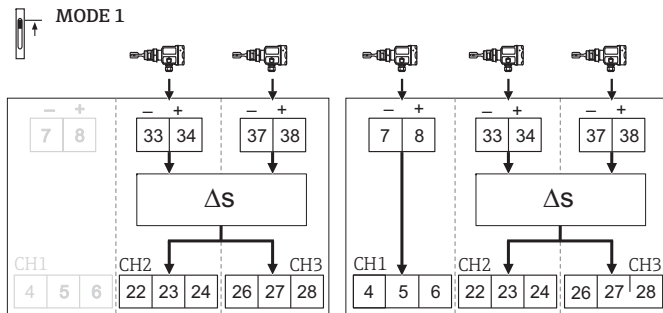 MODE 1
– + – + – + – + – + – +
7 8 33 34 37 38 7 8 33 34 37 38
Δs Δs
CH1 CH2 CH3 CH1 CH2 CH3
4 5 6 22 23 24 26 27 28 4 5 6 22 23 24 26 27 28